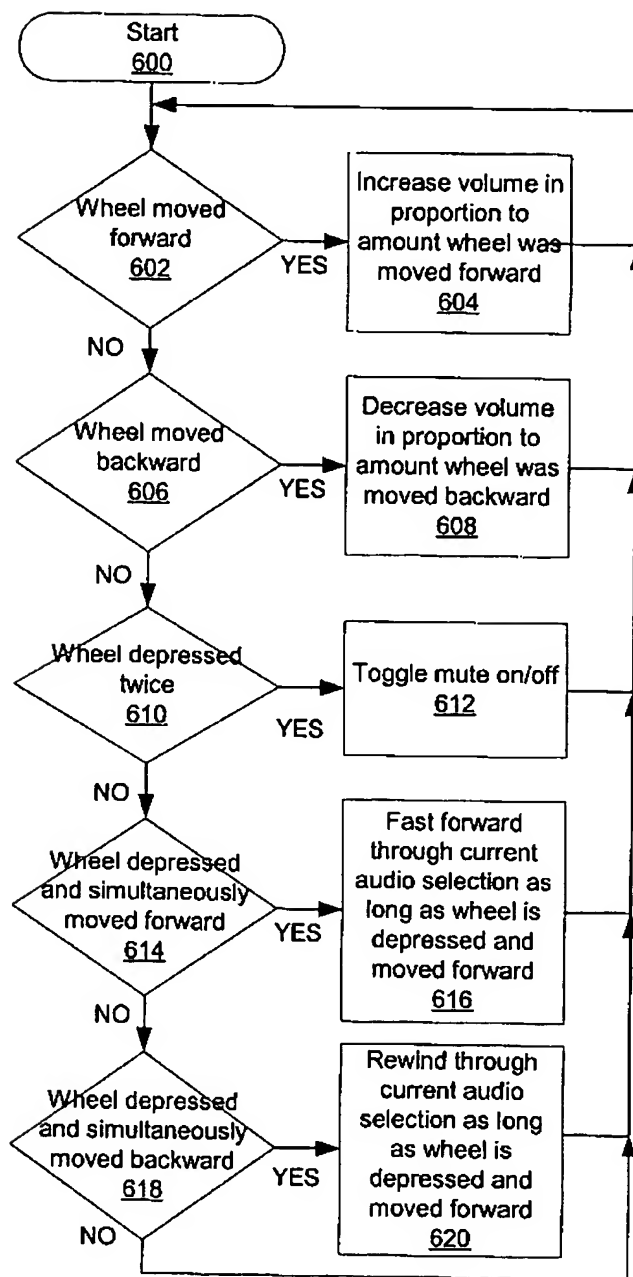 Start
600
Wheel moved
forward
602
YES
Increase volume in
proportion to
amount wheel was
moved forward
604
NO
Wheel moved
backward
606
YES
Decrease volume
in proportion to
amount wheel was
moved backward
608
NO
Wheel depressed
twice
610
YES
Toggle mute on/off
612
NO
Wheel depressed
and simultaneously
moved forward
614
YES
Fast forward
through current
audio selection as
long as wheel is
depressed and
moved forward
616
NO
Wheel depressed
and simultaneously
moved backward
618
YES
Rewind through
current audio
selection as long
as wheel is
depressed and
moved forward
620
NO